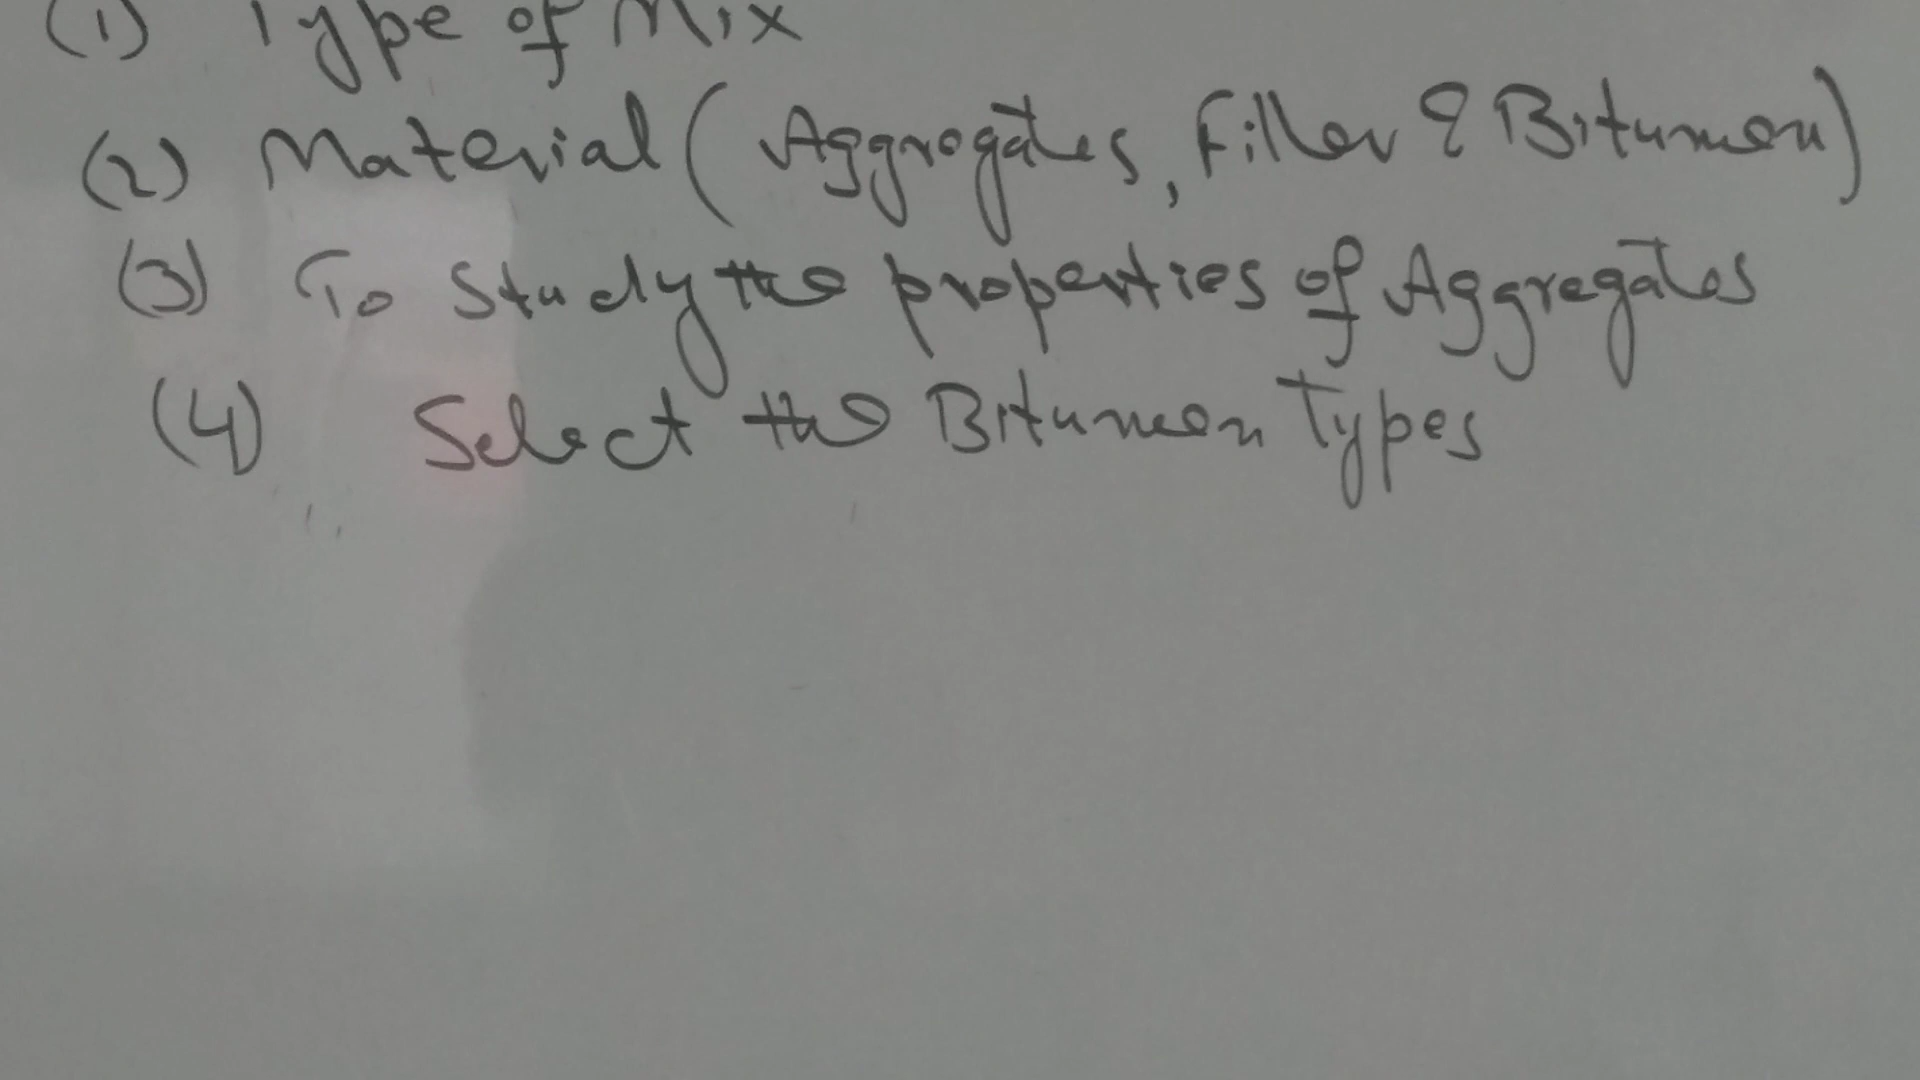 (1) Type of Mix
(2) Material (Aggregates, Filler & Bitumen)
(3) To Study the properties of Aggregates
(4) Select the Bitumen Types